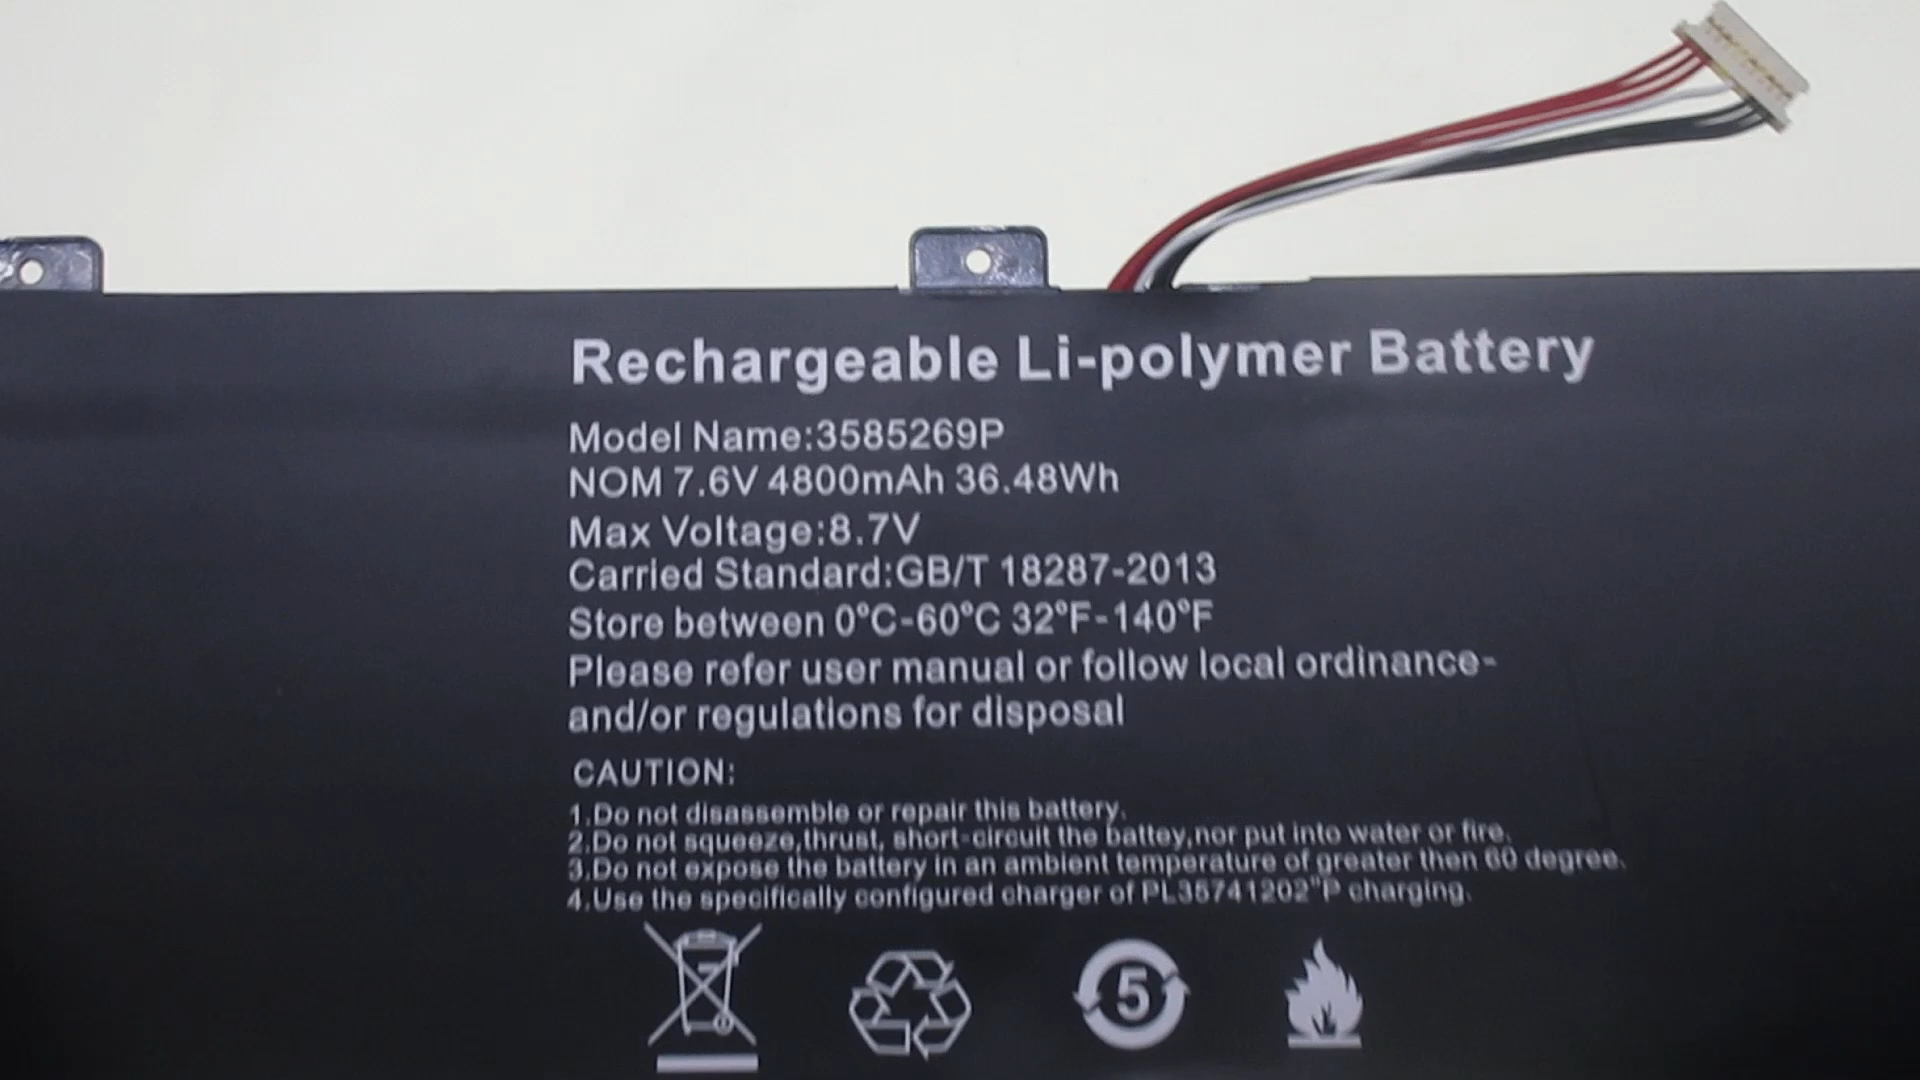 Rechargeable Li-polymer Battery
Model Name:3585269P
NOM 7.6V 4800mAh 36.48Wh
Max Voltage:8.7V
Carried Standard:GB/T 18287-2013
Store between 0°C-60°C 32°F-140°F
Please refer user manual or follow local ordinance-
and/or regulations for disposal
CAUTION:
1.Do not disassemble or repair this battery.
2.Do not squeeze,thrust, short-circuit the battey,nor put into water or fire.
3.Do not expose the battery in an ambient temperature of greater then 60 degree.
4.Use the specifically configured charger of PL35741202"P charging.
5